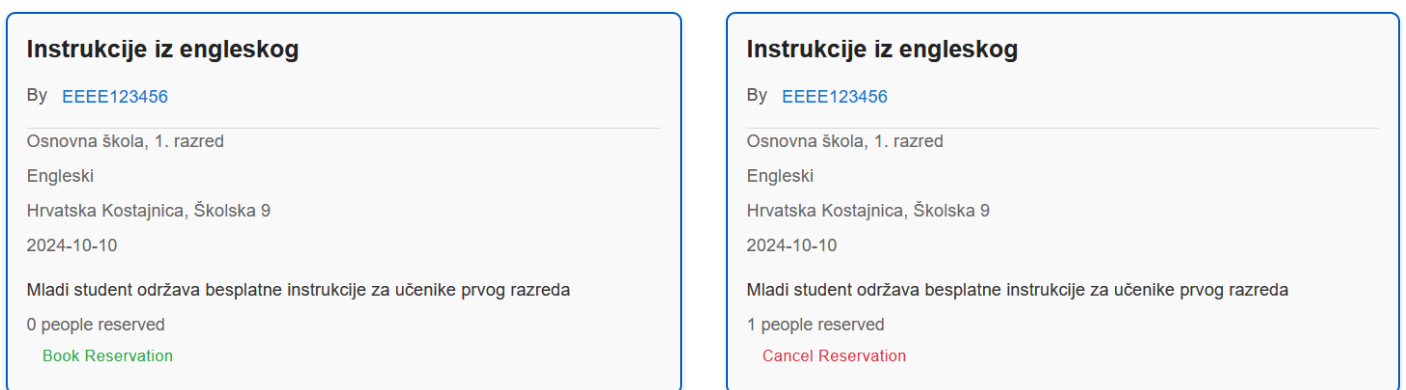 Instrukcije iz engleskog
By EEEE123456
Osnovna škola, 1. razred
Engleski
Hrvatska Kostajnica, Školska 9
2024-10-10
Mladi student održava besplatne instrukcije za učenike prvog razreda
0 people reserved
Book Reservation
Instrukcije iz engleskog
By EEEE123456
Osnovna škola, 1. razred
Engleski
Hrvatska Kostajnica, Školska 9
2024-10-10
Mladi student održava besplatne instrukcije za učenike prvog razreda
1 people reserved
Cancel Reservation